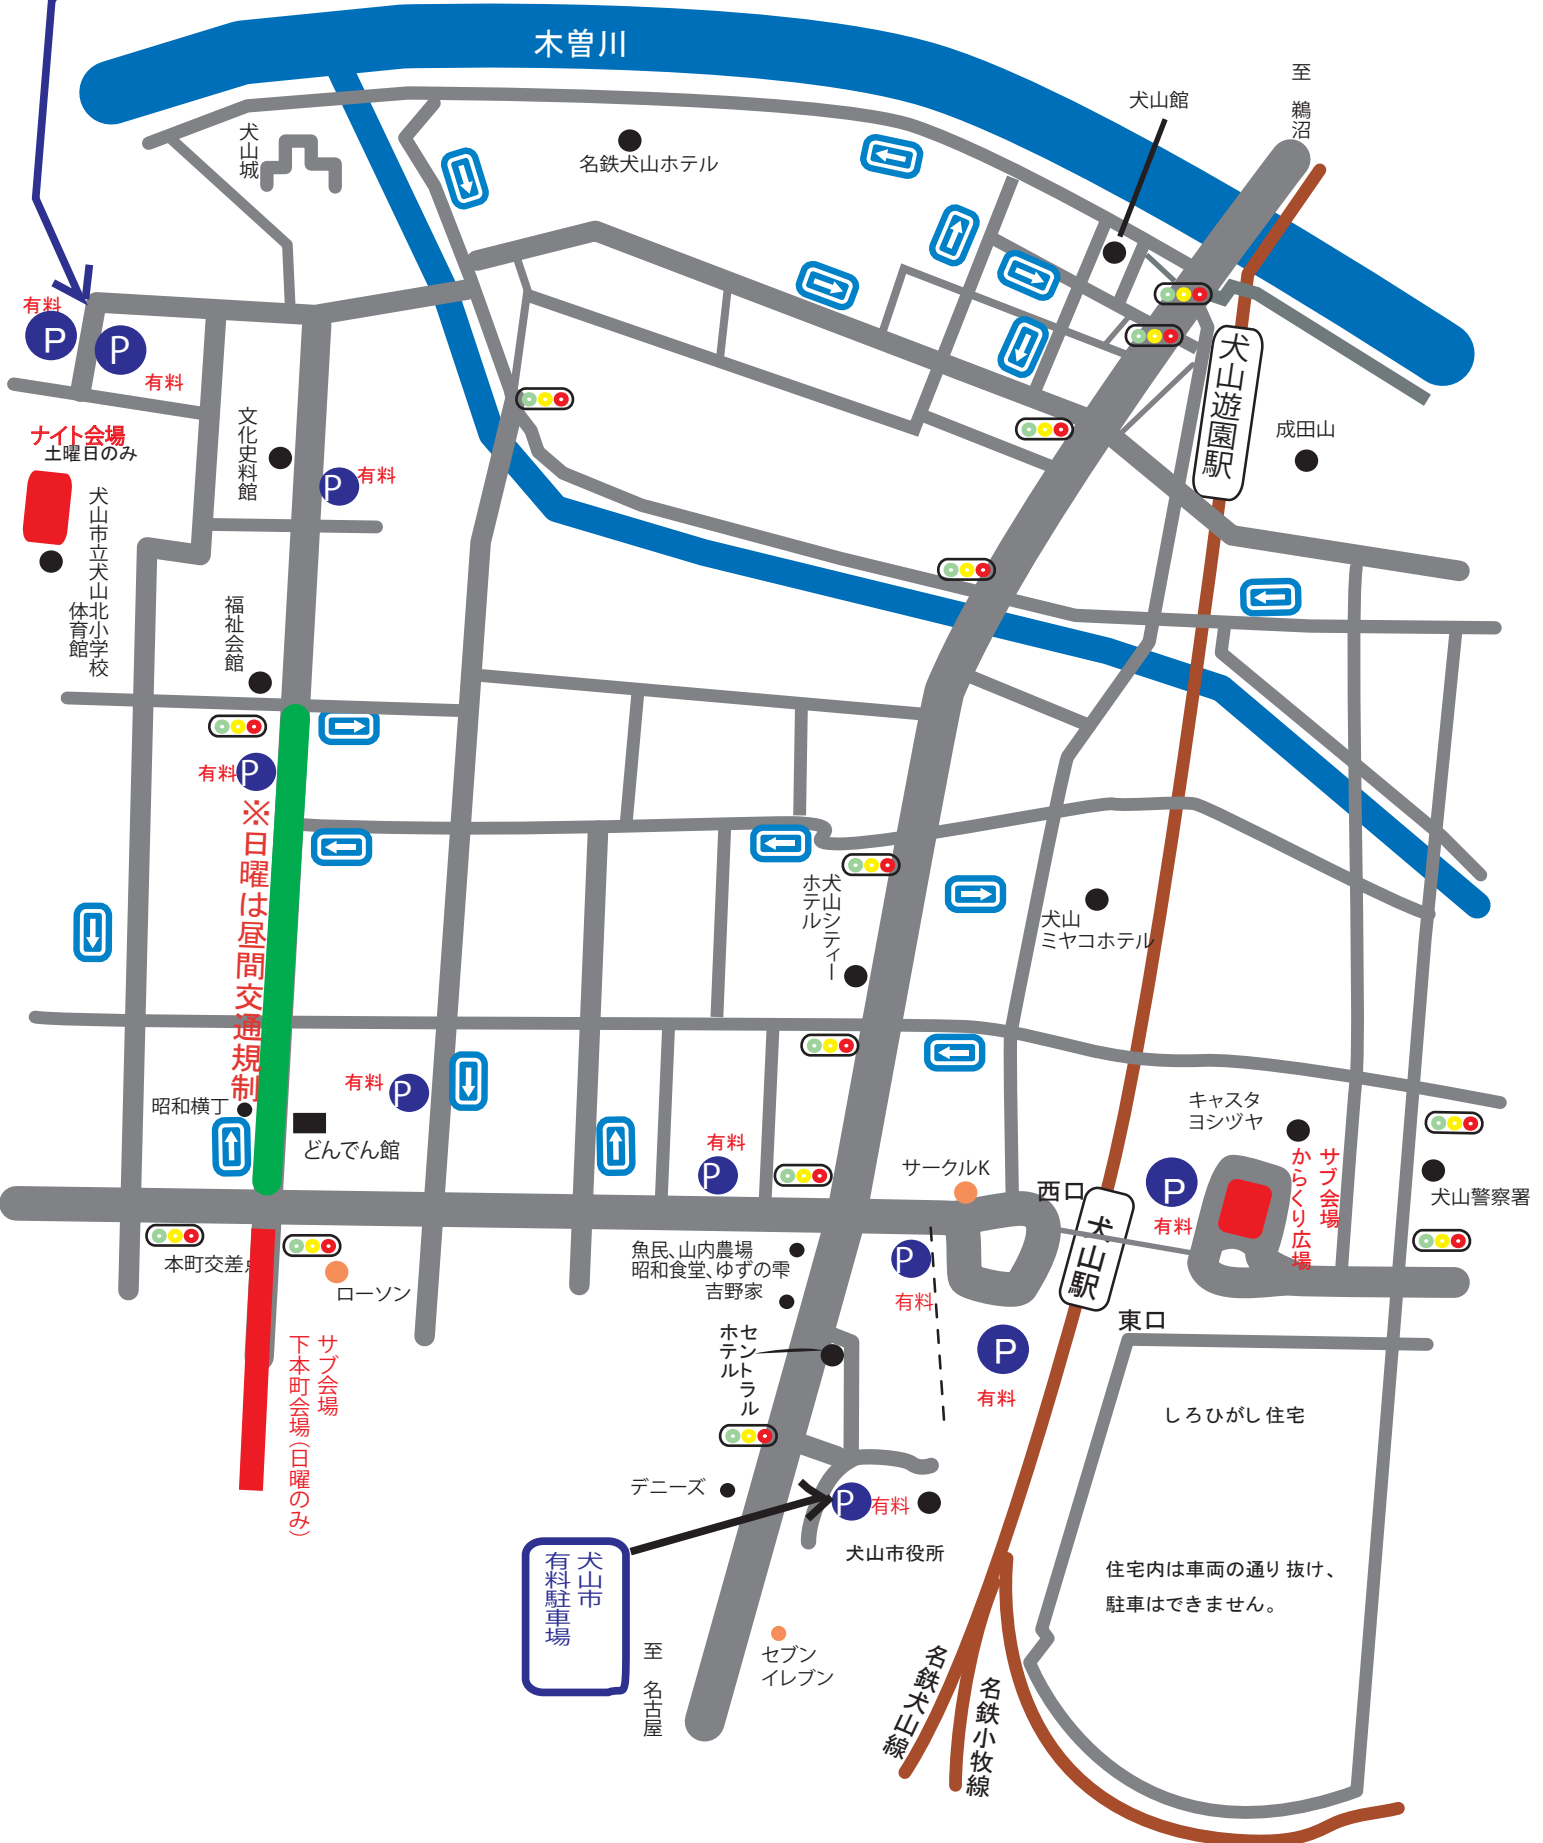 木曽川
至　鵜沼
犬山館
犬山城
名鉄犬山ホテル
有料
P
P
有料
ナイト会場
土曜日のみ
犬山市立犬山北小学校
体育館
文化史料館
P
有料
犬山遊園駅
成田山
福祉会館
有料
P
※日曜は昼間交通規制
犬山シティー
ホテル
犬山
ミヤコホテル
昭和横丁
どんでん館
有料
P
有料
P
サークルK
西口
犬山駅
東口
キャスタ
ヨシヅヤ
P
有料
サブ会場
からくり広場
犬山警察署
本町交差点
ローソン
サブ会場
下本町会場(日曜のみ)
魚民、山内農場
昭和食堂、ゆずの雫
吉野家
P
有料
P
有料
セントラル
ホテル
デニーズ
P
有料
犬山市役所
犬山市
有料駐車場
至　名古屋
セブン
イレブン
しろひがし住宅
住宅内は車両の通り抜け、
駐車はできません。
名鉄犬山線
名鉄小牧線